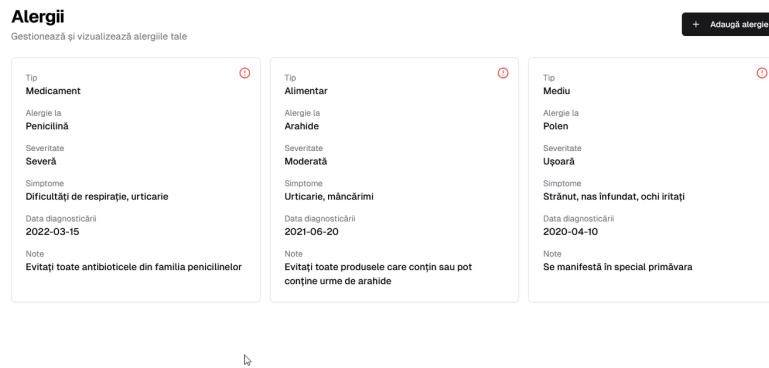 Alergii
Gestionează și vizualizează alergiile tale
+ Adaugă alergie
Tip
Medicament
Alergie la
Penicilină
Severitate
Severă
Simptome
Dificultăți de respirație, urticarie
Data diagnosticării
2022-03-15
Note
Evitați toate antibioticele din familia penicilinelor
Tip
Alimentar
Alergie la
Arahide
Severitate
Moderată
Simptome
Urticarie, mâncărimi
Data diagnosticării
2021-06-20
Note
Evitați toate produsele care conțin sau pot
conține urme de arahide
Tip
Mediu
Alergie la
Polen
Severitate
Ușoară
Simptome
Strănut, nas înfundat, ochi iritați
Data diagnosticării
2020-04-10
Note
Se manifestă în special primăvara